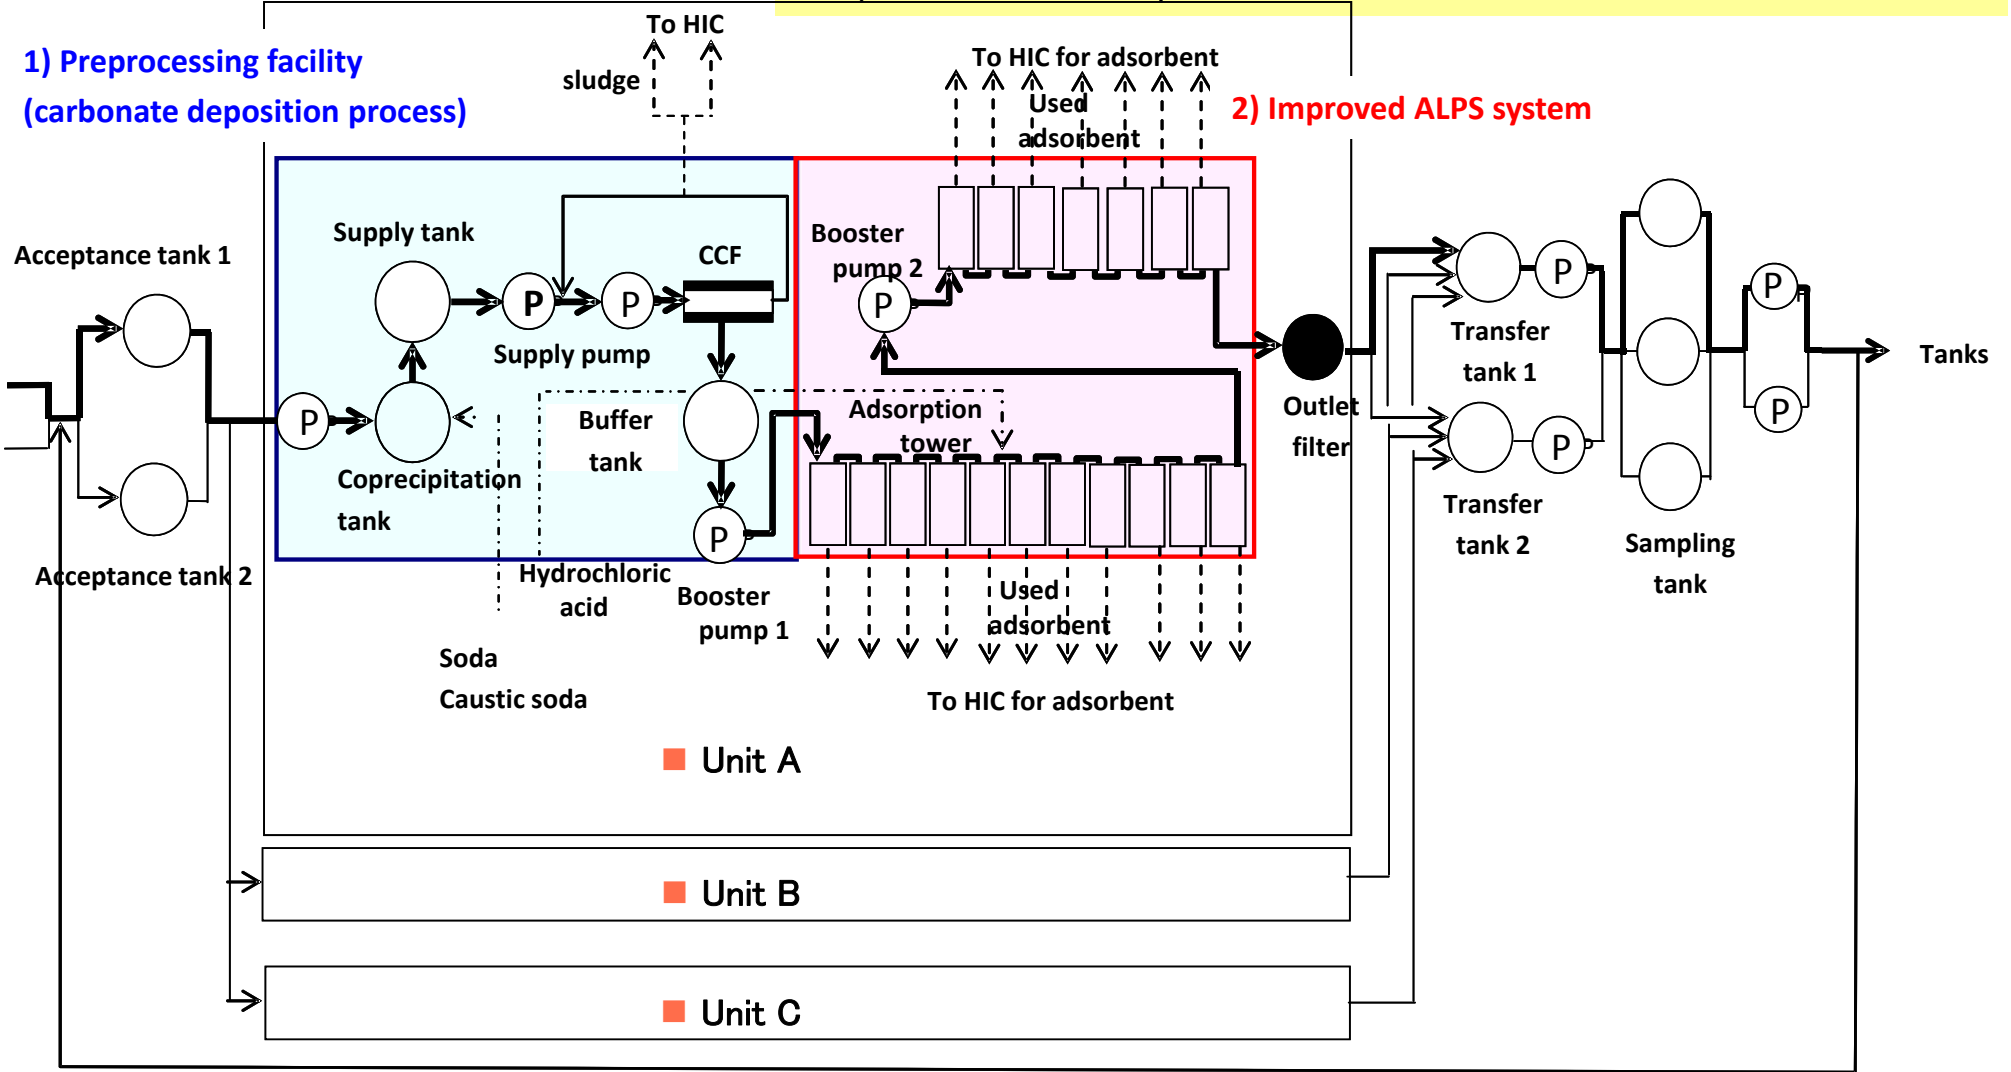 To HIC
1) Preprocessing facility
(carbonate deposition process)
sludge
To HIC for adsorbent
Used
adsorbent
2) Improved ALPS system
Supply tank
Acceptance tank 1
CCF
Booster
pump 2
P
P
P
P
P
Supply pump
Transfer
tank 1
Tanks
Buffer
tank
Adsorption
tower
Outlet
filter
P
P
P
Coprecipitation
tank
P
Transfer
tank 2
Sampling
tank
Acceptance tank 2
Hydrochloric
acid
Booster
pump 1
Used
adsorbent
Soda
Caustic soda
To HIC for adsorbent
Unit A
Unit B
Unit C